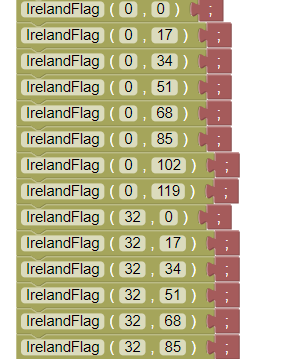 IrelandFlag ( 0 , 0 ) ;
IrelandFlag ( 0 , 17 ) ;
IrelandFlag ( 0 , 34 ) ;
IrelandFlag ( 0 , 51 ) ;
IrelandFlag ( 0 , 68 ) ;
IrelandFlag ( 0 , 85 ) ;
IrelandFlag ( 0 , 102 ) ;
IrelandFlag ( 0 , 119 ) ;
IrelandFlag ( 32 , 0 ) ;
IrelandFlag ( 32 , 17 ) ;
IrelandFlag ( 32 , 34 ) ;
IrelandFlag ( 32 , 51 ) ;
IrelandFlag ( 32 , 68 ) ;
IrelandFlag ( 32 , 85 ) ;